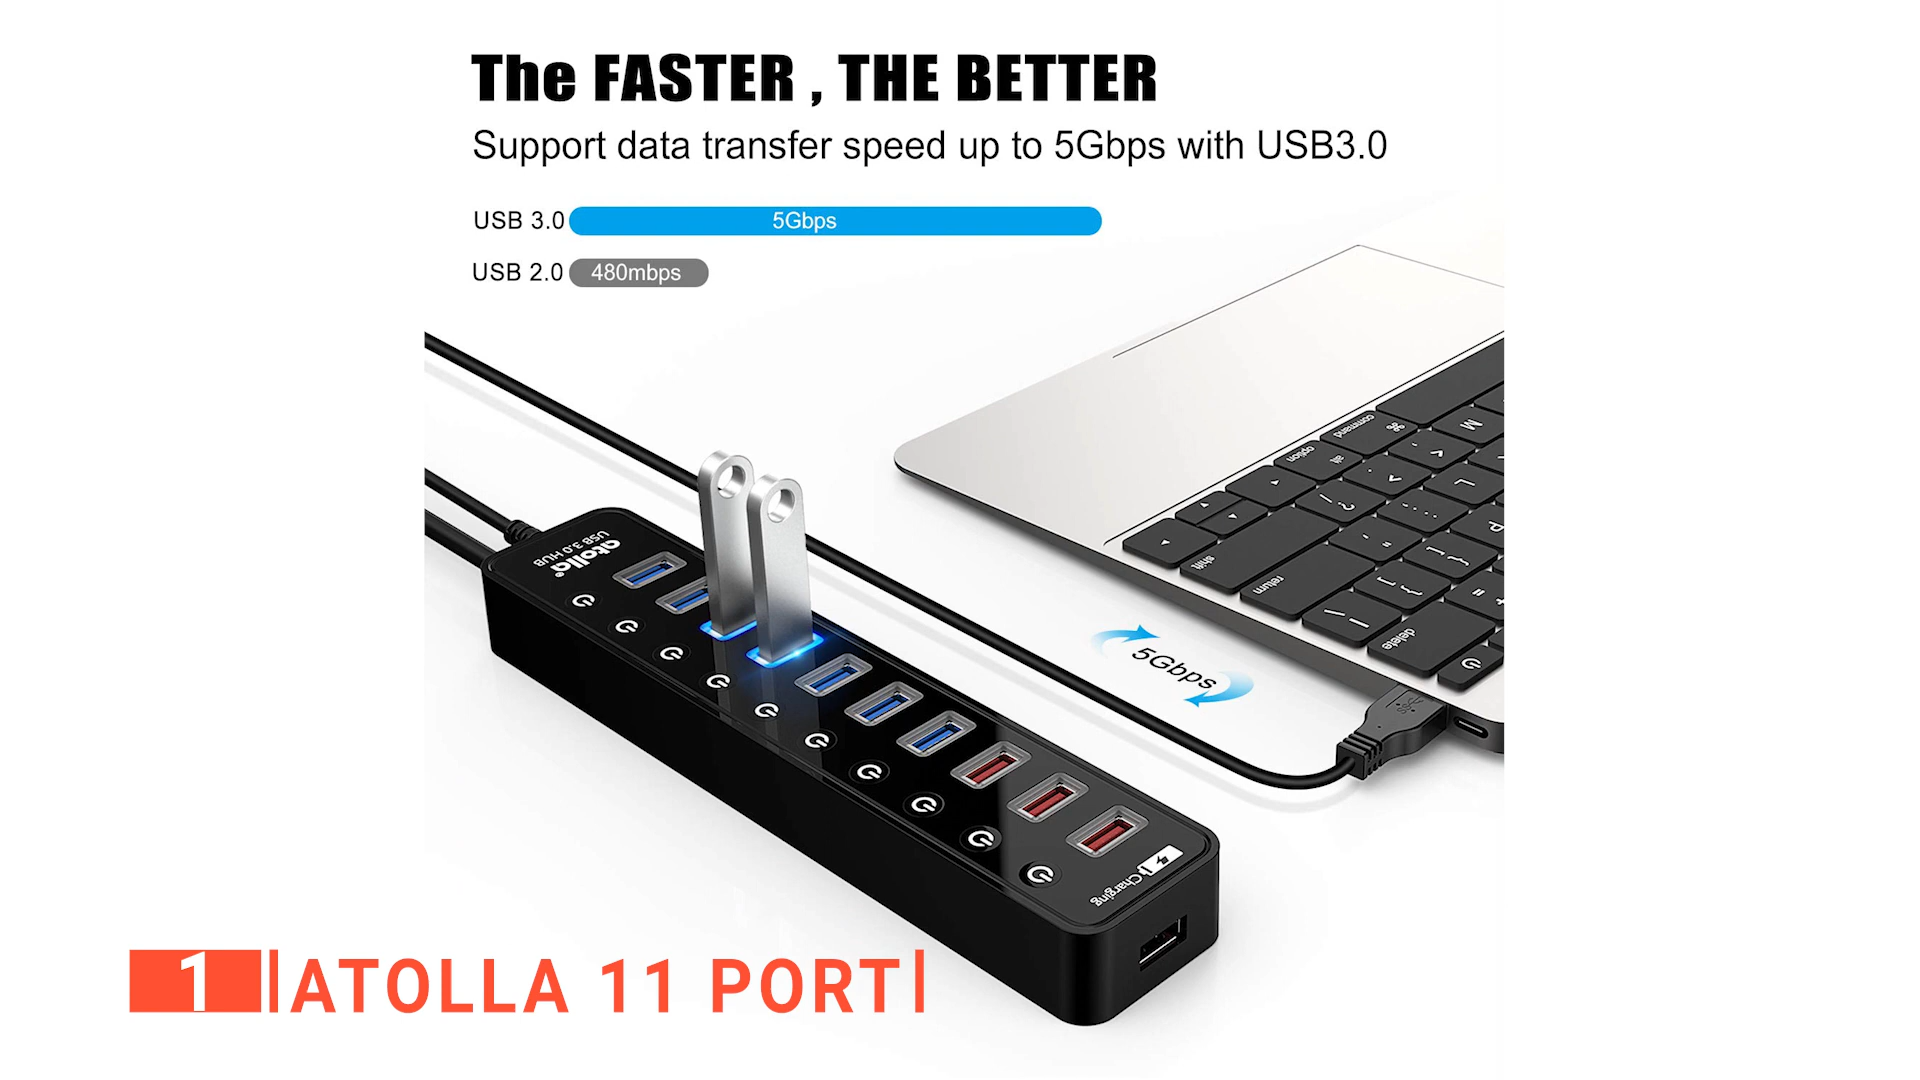 The FASTER , THE BETTER
Support data transfer speed up to 5Gbps with USB3.0
USB 3.0 5Gbps
USB 2.0 480mbps
atolla®
USB 3.0 HUB
5Gbps
Charging
command
option
alt
M
L
P
shift
return
delete
1 ATOLLA 11 PORT